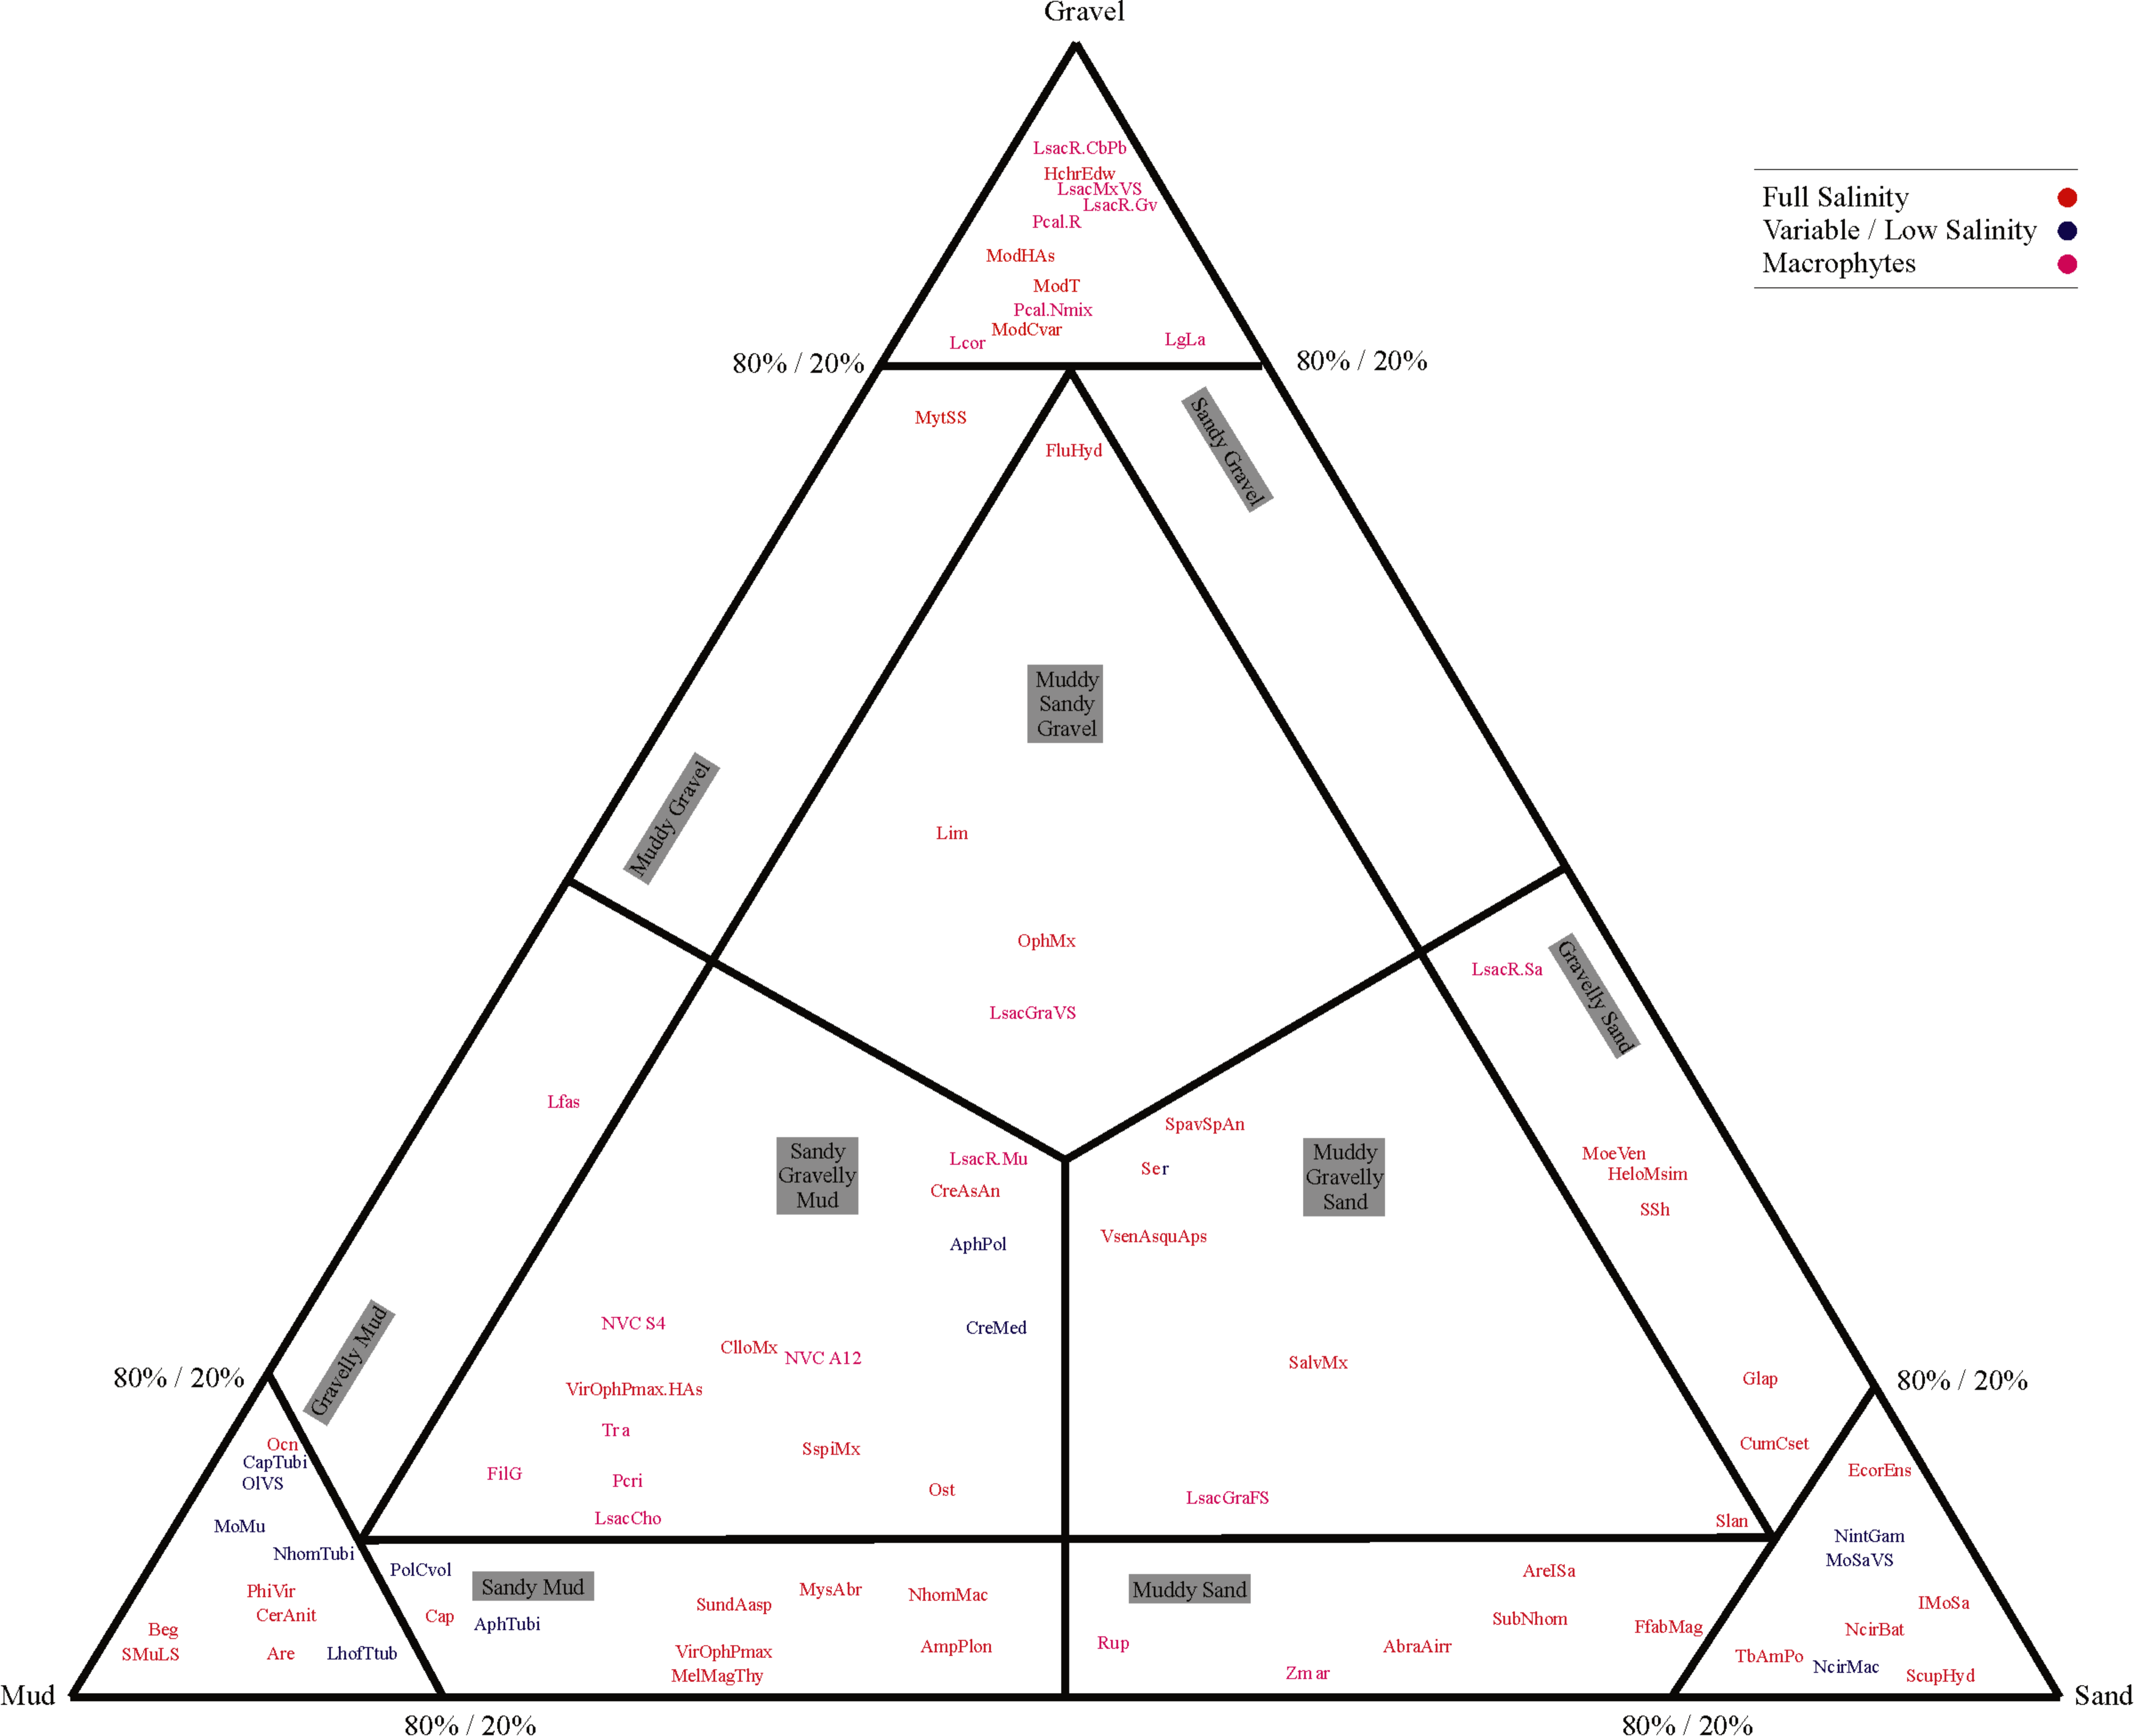 Gravel
LsacR.CbPb
HchrEdw
LsacMxVS
LsacR.Gv
Pcal.R
Full Salinity
Variable / Low Salinity
Macrophytes
ModHAs
ModT
Pcal.Nmix
ModCvar
Lcor
LgLa
80% / 20%
80% / 20%
MytSS
FluHyd
Sandy Gravel
Muddy
Sandy
Gravel
Muddy Gravel
Lim
OphMx
LsacR.Sa
Gravelly Sand
LsacGraVS
Lfas
SpavSpAn
Sandy
Gravelly
Mud
LsacR.Mu
CreAsAn
Ser
Muddy
Gravelly
Sand
MoeVen
HeloMsim
SSh
AphPol
VsenAsquAps
NVC S4
CreMed
ClloMx
NVC A12
SalvMx
Gravelly Mud
80% / 20%
VirOphPmax.HAs
Glap
80% / 20%
Tra
SspiMx
CumCset
Ocn
CapTubi
OlVS
FilG
Pcri
Ost
LsacGraFS
EcorEns
LsacCho
Slan
MoMu
NhomTubi
NintGam
MoSaVS
PolCvol
Sandy Mud
MysAbr
NhomMac
Muddy Sand
AreISa
PhiVir
CerAnit
Cap
AphTubi
SundAasp
SubNhom
FfabMag
IMoSa
NcirBat
Beg
SMuLS
Are
LhofTtub
VirOphPmax
MelMagThy
AmpPlon
Rup
Zmar
AbraAirr
TbAmPo
NcirMac
ScupHyd
Mud
Sand
80% / 20%
80% / 20%